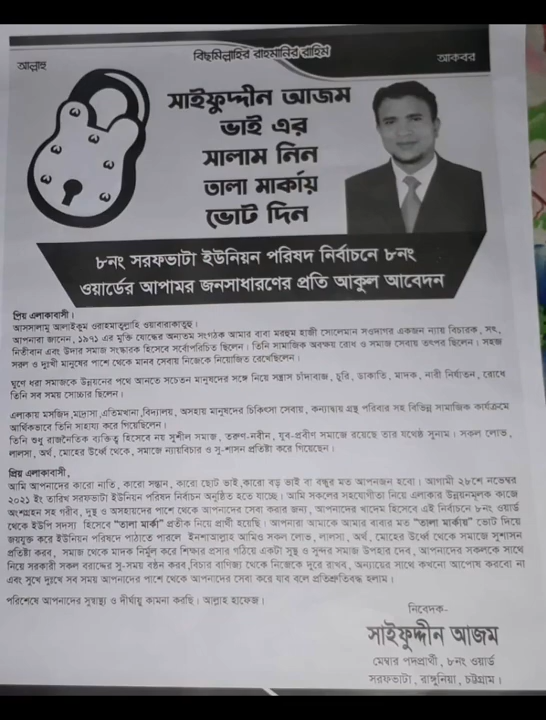 বিছমিল্লাহির রাহমানির রাহিম
আল্লাহু
আকবর
সাইফুদ্দীন আজম
ভাই এর
সালাম নিন
তালা মার্কায়
ভোট দিন
৮নং সরফভাটা ইউনিয়ন পরিষদ নির্বাচনে ৮নং
ওয়ার্ডের আপামর জনসাধারণের প্রতি আকুল আবেদন
প্রিয় এলাকাবাসী।
আসসালামু আলাইকুম ওরাহমাতুল্লাহি ওয়াবারাকাতুহু।
আপনারা জানেন, ১৯৭১ এর মুক্তি যোদ্ধের অন্যতম সংগঠক আমার বাবা মরহুম হাজী সোলেমান সওদাগর একজন ন্যায় বিচারক, সৎ,
নিতীবান এবং উদার সমাজ সংস্কারক হিসেবে সর্বোপরিচিত ছিলেন। তিনি সামাজিক অবক্ষয় রোধ ও সমাজ সেবায় তৎপর ছিলেন। সহজ
সরল ও দুঃখী মানুষের পাশে থেকে মানব সেবায় নিজেকে নিয়োজিত রেখেছিলেন।
যুগে ধরা সমাজকে উন্নয়নের পথে আনতে সচেতন মানুষদের সঙ্গে নিয়ে সন্ত্রাস চাঁদাবাজ, চুরি, ডাকাতি, মাদক, নারী নির্যাতন, রোধে
তিনি সব সময় সোচ্চার ছিলেন।
এলাকায় মসজিদ,মাদ্রাসা,এতিমখানা,বিদ্যালয়, অসহায় মানুষদের চিকিৎসা সেবায়, কন্যাদায় গ্রস্থ পরিবার সহ বিভিন্ন সামাজিক কার্যক্রমে
আর্থিকভাবে তিনি সাহায্য করে গিয়েছিলেন।
তিনি শুধু রাজনৈতিক ব্যক্তিত্ব হিসেবে নয় সুশীল সমাজ, তরুণ-নবীন, যুব-প্রবীণ সমাজে রয়েছে তার যথেষ্ঠ সুনাম। সকল লোভ,
লালসা, অর্থ, মোহের উর্ধ্বে থেকে, সমাজে ন্যায়বিচার ও সু-শাসন প্রতিষ্টা করে গিয়েছেন।
প্রিয় এলাকাবাসী,
আমি আপনাদের কারো নাতি, কারো সন্তান, কারো ছোট ভাই,কারো বড় ভাই বা বন্ধুর মত আপনজন হবো। আগামী ২৮শে নভেম্বর
২০২১ ইং তারিখ সরফভাটা ইউনিয়ন পরিষদ নির্বাচন অনুষ্ঠিত হতে যাচ্ছে। আমি সকলের সহযোগীতা নিয়ে এলাকার উন্নয়নমূলক কাজে
অংশগ্রহন সহ গরীব, দুস্থ ও অসহায়দের পাশে থেকে আপনাদের সেবা করার জন্য, আপনাদের খাদেম হিসেবে এই নির্বাচনে ৮নং ওয়ার্ড
থেকে ইউপি সদস্য হিসেবে "তালা মার্কা" প্রতীক নিয়ে প্রার্থী হয়েছি। আপনারা আমাকে আমার বাবার মত "তালা মার্কায়" ভোট দিয়ে
জয়যুক্ত করে ইউনিয়ন পরিষদে পাঠাতে পারলে ইনশাআল্লাহ আমিও সকল লোভ, লালসা, অর্থ, মোহের উর্ধ্বে থেকে সমাজে সুশাসন
প্রতিষ্টা করব, সমাজ থেকে মাদক নির্মূল করে শিক্ষার প্রসার গঠিয়ে একটা সুস্থ ও সুন্দর সমাজ উপহার দেব, আপনাদের সকলকে সাথে
নিয়ে সরকারী সকল বরাদ্দের সু-সময় বন্ঠন করব,বিচার বাণিজ্য থেকে নিজেকে দূরে রাখব, অন্যায়ের সাথে কখনো আপোষ করবো না
এবং সুখে দুঃখে সব সময় আপনাদের পাশে থেকে আপনাদের সেবা করে যাব বলে প্রতিশ্রুতিবদ্ধ হলাম।
পরিশেষে আপনাদের সুস্বাস্থ্য ও দীর্ঘায়ু কামনা করছি। আল্লাহ হাফেজ।
নিবেদক-
সাইফুদ্দীন আজম
মেম্বার পদপ্রার্থী, ৮নং ওয়ার্ড
সরফভাটা, রাঙ্গুনিয়া, চট্টগ্রাম।